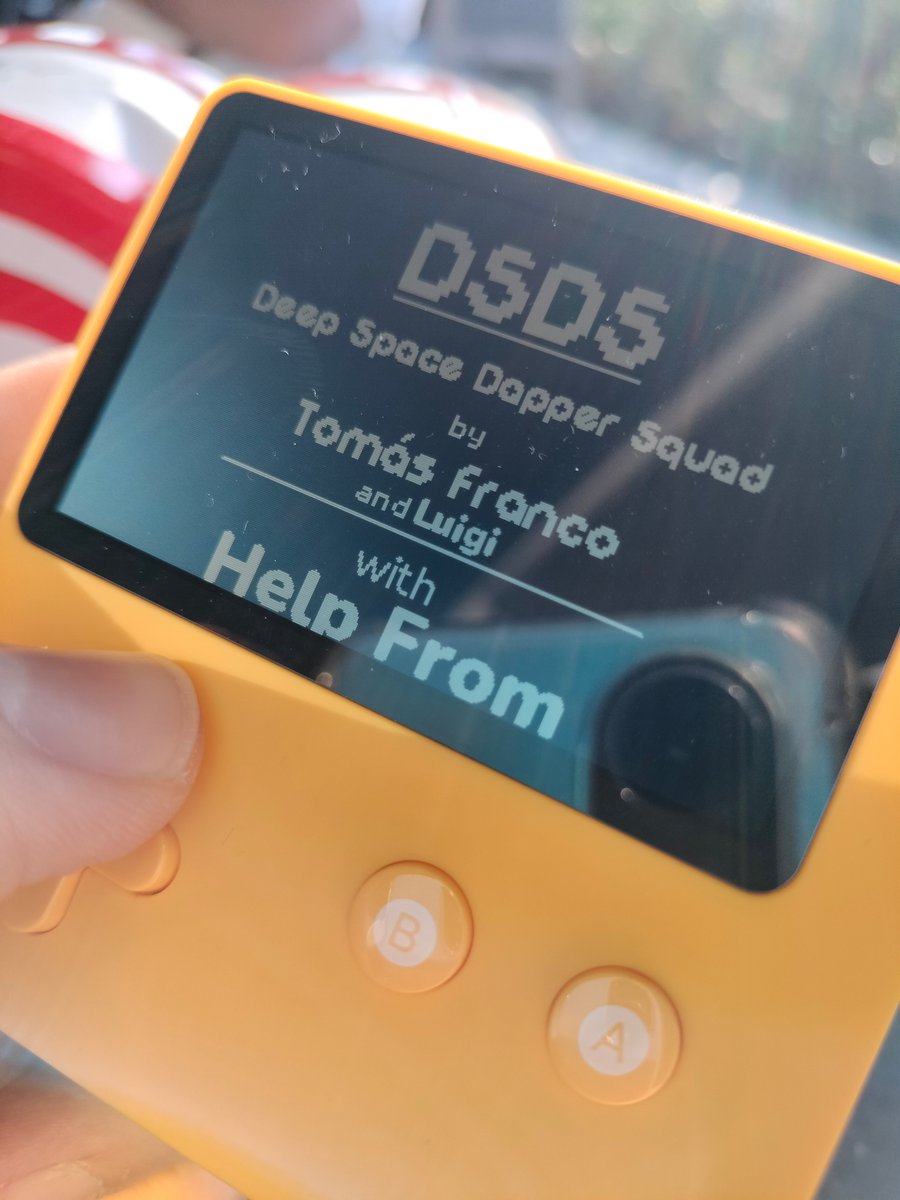 DSDS
Deep Space Dapper Squad
by
Tomás Franco
and Luigi
with
Help From
B
A